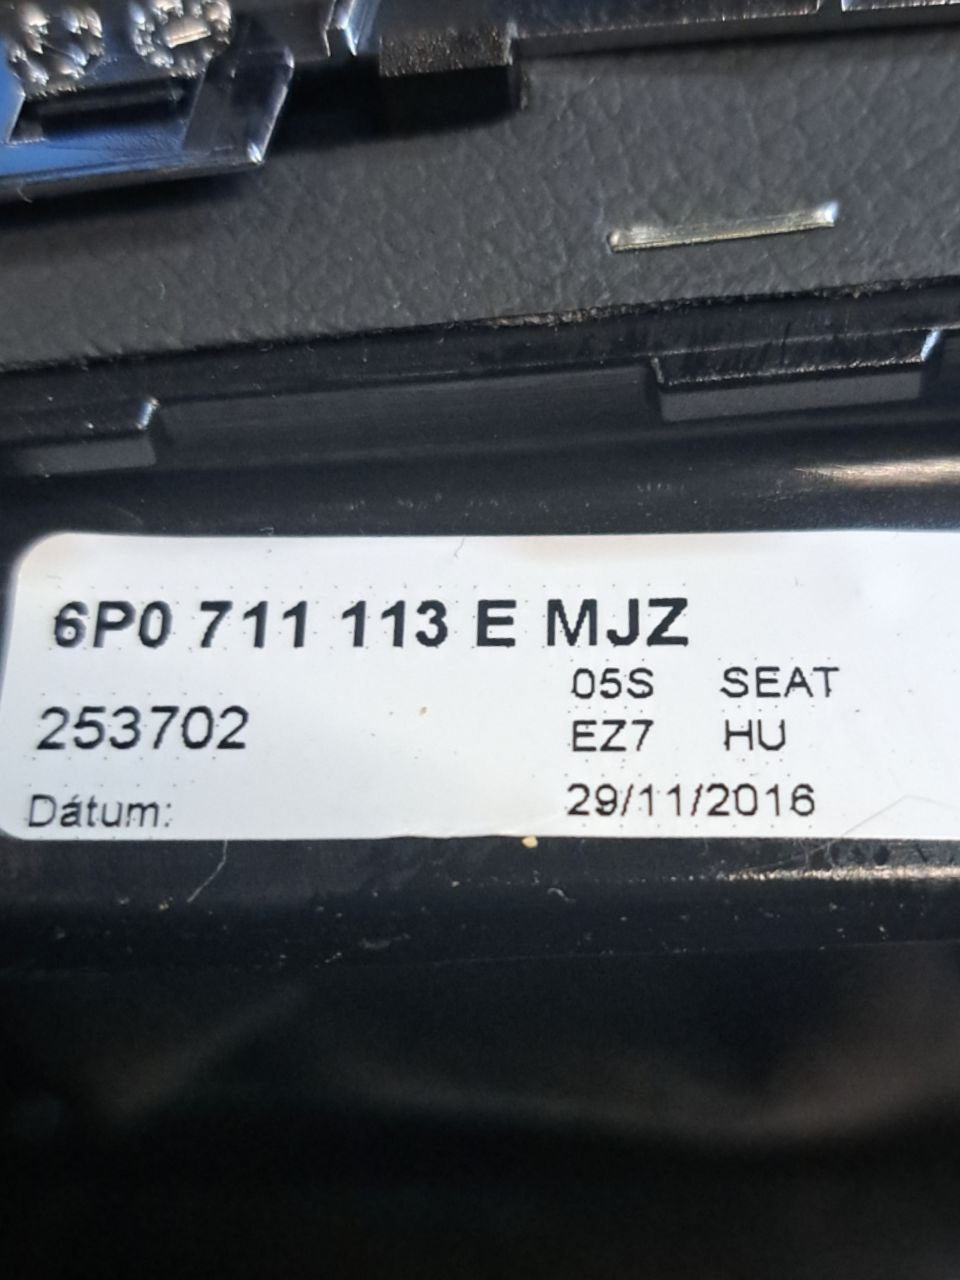 6P0 711 113 E MJZ
05S SEAT
253702 EZ7 HU
Dátum: 29/11/2016